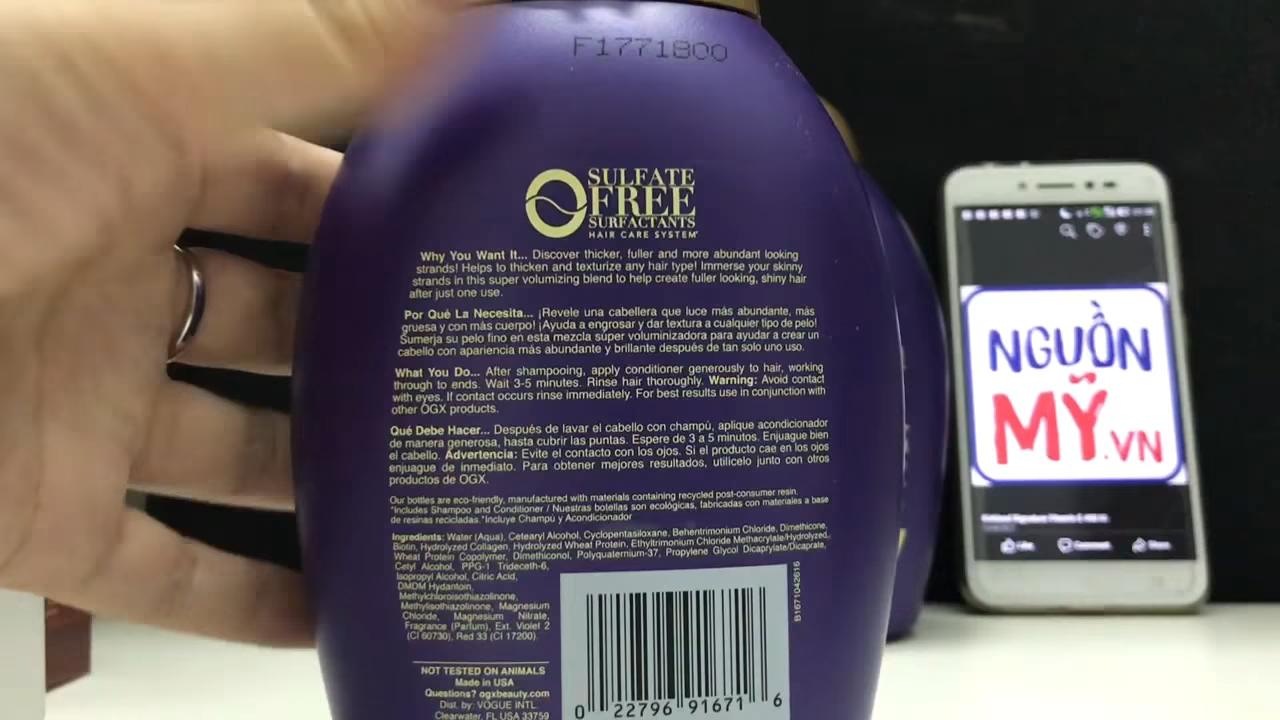 F1771800
SULFATE
FREE
SURFACTANTS
HAIR CARE SYSTEM
Why You Want It... Discover thicker, fuller and more abundant looking
strands! Helps to thicken and texturize any hair type! Immerse your skinny
strands in this super volumizing blend to help create fuller looking, shiny hair
after just one use.
Por Qué La Necesita... ¡Revele una cabellera que luce más abundante, más
gruesa y con más cuerpo! ¡Ayuda a engrosar y dar textura a cualquier tipo de pelo!
Sumerja su pelo fino en esta mezcla súper voluminizadora para ayudar a crear un
cabello con apariencia más abundante y brillante después de tan solo uno uso.
What You Do... After shampooing, apply conditioner generously to hair, working
through to ends. Wait 3-5 minutes. Rinse hair thoroughly. Warning: Avoid contact
with eyes. If contact occurs rinse immediately. For best results use in conjunction with
other OGX products.
Qué Debe Hacer... Después de lavar el cabello con champú, aplique acondicionador
de manera generosa, hasta cubrir las puntas. Espere de 3 a 5 minutos. Enjuague bien
el cabello. Advertencia: Evite el contacto con los ojos. Si el producto cae en los ojos
enjuague de inmediato. Para obtener mejores resultados, utilícelo junto con otros
productos de OGX.
Our bottles are eco-friendly, manufactured with materials containing recycled post-consumer resin.
*Includes Shampoo and Conditioner / Nuestras botellas son ecológicas, fabricadas con materiales a base
de resinas recicladas.*Incluye Champú y Acondicionador
Ingredients: Water (Aqua), Cetearyl Alcohol, Cyclopentasiloxane, Behentrimonium Chloride, Dimethicone,
Biotin, Hydrolyzed Collagen, Hydrolyzed Wheat Protein, Ethyltrimonium Chloride Methacrylate/Hydrolyzed
Wheat Protein Copolymer, Dimethiconol, Polyquaternium-37, Propylene Glycol Dicaprylate/Dicaprate,
Cetyl Alcohol, PPG-1 Trideceth-6,
Isopropyl Alcohol, Citric Acid,
DMDM Hydantoin,
Methylchloroisothiazolinone,
Methylisothiazolinone, Magnesium
Chloride, Magnesium Nitrate,
Fragrance (Parfum), Ext. Violet 2
(CI 60730), Red 33 (CI 17200).
B1671042616
NOT TESTED ON ANIMALS
Made in USA
Questions? ogxbeauty.com
Dist. by: VOGUE INTL.
Clearwater, FL USA 33759
0 22796 91671 6
NGUỒN
MỸ.VN
Like
Comment
Share